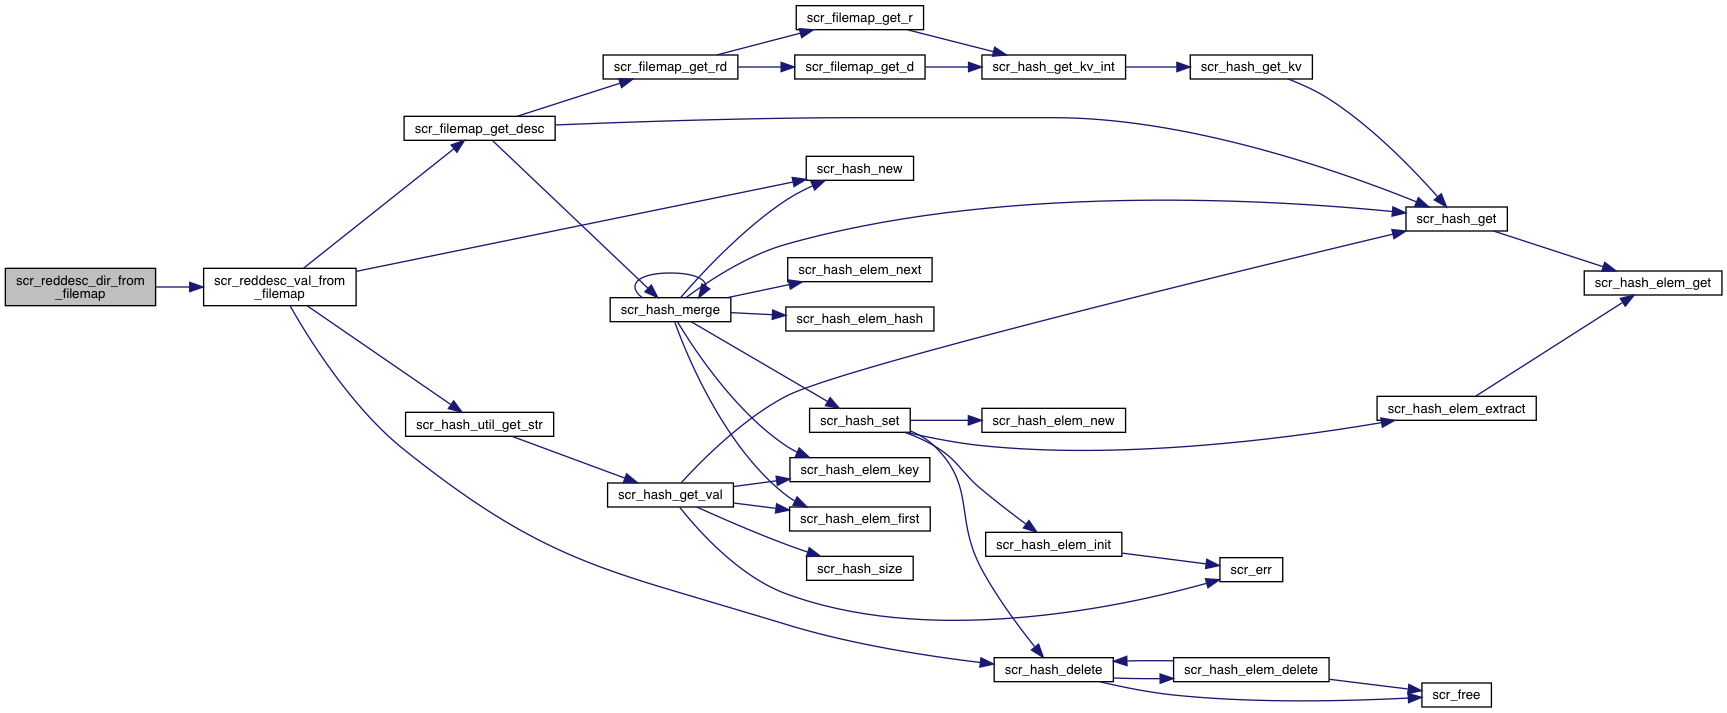 scr_filemap_get_r
scr_filemap_get_rd
scr_filemap_get_d
scr_hash_get_kv_int
scr_hash_get_kv
scr_filemap_get_desc
scr_hash_new
scr_hash_get
scr_reddesc_dir_from
_filemap
scr_reddesc_val_from
_filemap
scr_hash_elem_next
scr_hash_elem_get
scr_hash_merge
scr_hash_elem_hash
scr_hash_elem_extract
scr_hash_util_get_str
scr_hash_set
scr_hash_elem_new
scr_hash_elem_key
scr_hash_get_val
scr_hash_elem_first
scr_hash_elem_init
scr_hash_size
scr_err
scr_hash_delete
scr_hash_elem_delete
scr_free